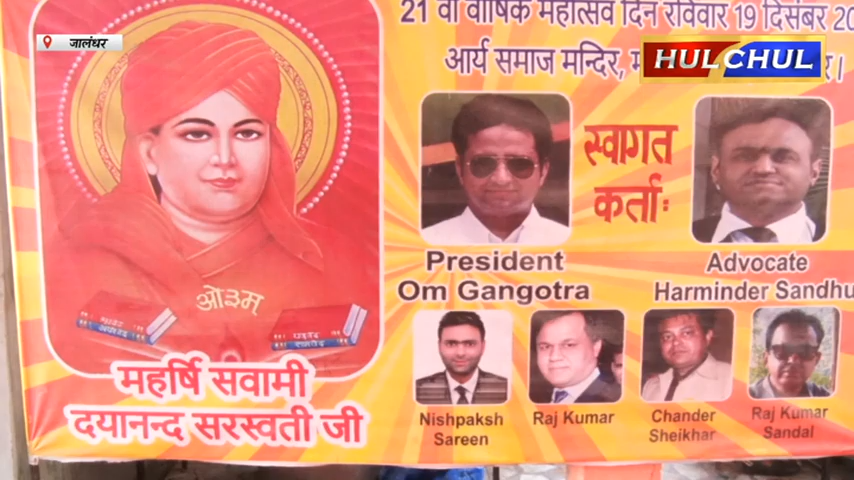 जालंधर
HULCHUL
21 वां वार्षिक महोत्सव दिन रविवार 19 दिसंबर 20
आर्य समाज मन्दिर,
स्वागत
कर्ताः
President
Om Gangotra
Advocate
Harminder Sandhu
ओ३म्
Nishpaksh
Sareen
Raj Kumar
Chander
Sheikhar
Raj Kumar
Sandal
महर्षि स्वामी
दयानन्द सरस्वती जी